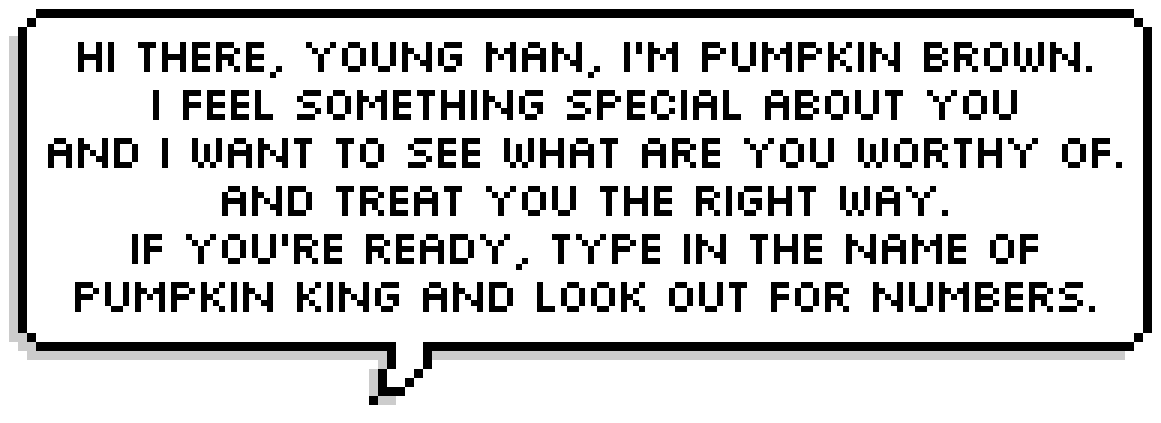 HI THERE, YOUNG MAN, I'M PUMPKIN BROWN.
I FEEL SOMETHING SPECIAL ABOUT YOU
AND I WANT TO SEE WHAT ARE YOU WORTHY OF.
AND TREAT YOU THE RIGHT WAY.
IF YOU'RE READY, TYPE IN THE NAME OF
PUMPKIN KING AND LOOK OUT FOR NUMBERS.